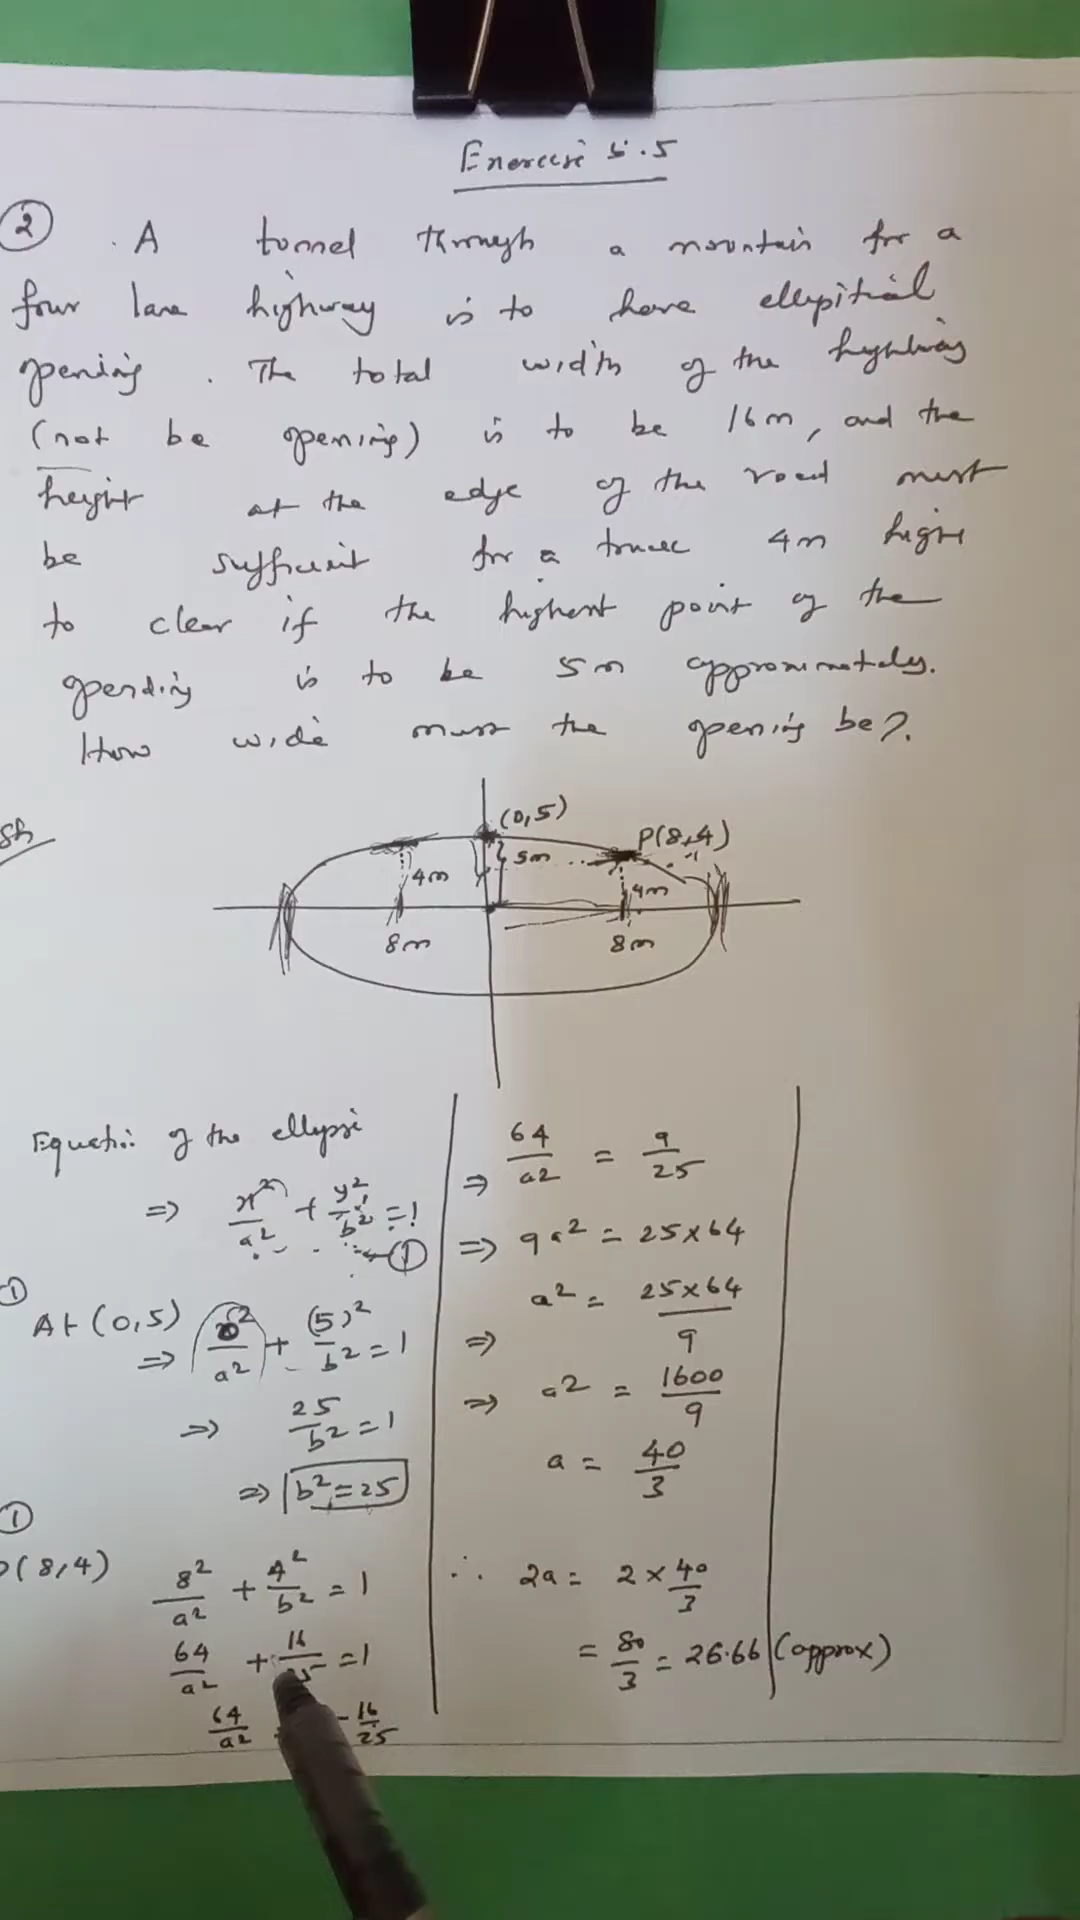 Exercise 5.5
2 . A tunnel through a mountain for a
four lane highway is to have elliptical
opening . The total width of the highway
(not be opening) is to be 16m, and the
height at the edge of the road must
be sufficient for a truck 4m high
to clear if the highest point of the
opening is to be 5m approximately.
How wide must the opening be?
(0,5)
P(8,4)
5m
4m
4m
8m
8m
Equation of the ellipse
⇒ x²/a² + y²/b² = 1
← ①
①
At (0,5)
⇒ 0²/a² + (5)²/b² = 1
⇒ 25/b² = 1
⇒ b² = 25
①
(8,4) 8²/a² + 4²/b² = 1
64/a² + 16/25 = 1
64/a² - 16/25
⇒ 64/a2 = 9/25
⇒ 9a² = 25×64
⇒ a² = 25×64/9
⇒ a2 = 1600/9
a = 40/3
∴ 2a = 2 × 40/3
= 80/3 = 26.66 (approx)